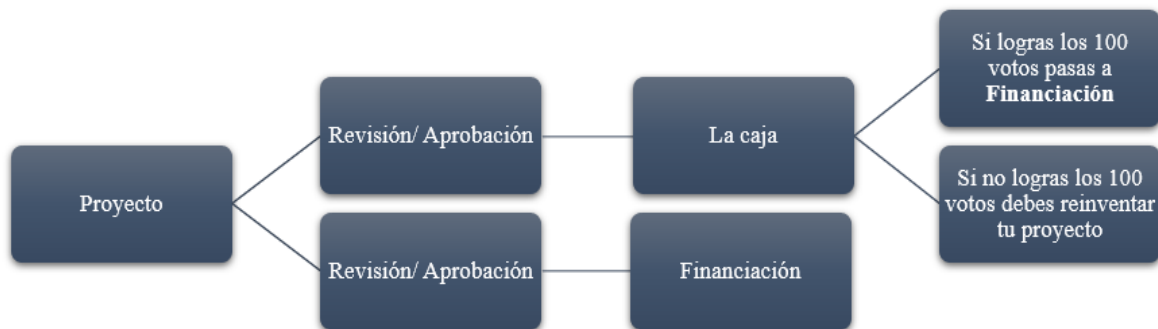 Proyecto
Revisión/ Aprobación
La caja
Si logras los 100
votos pasas a
Financiación
Si no logras los 100
votos debes reinventar
tu proyecto
Revisión/ Aprobación
Financiación